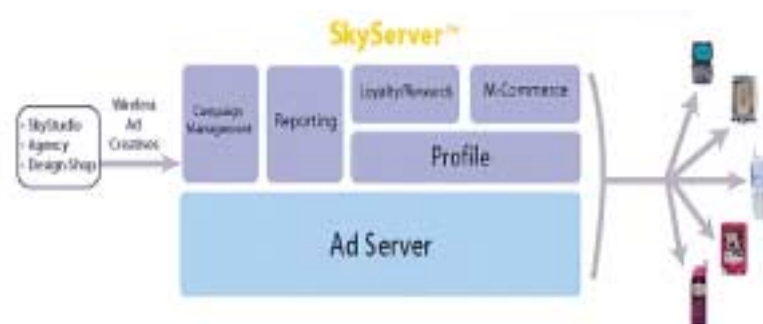 SkyServer™
• SkyStudio
• Agency
• Design Shop
Wireless
Ad
Creatives
Campaign
Management
Reporting
Loyalty/Research
M-Commerce
Profile
Ad Server